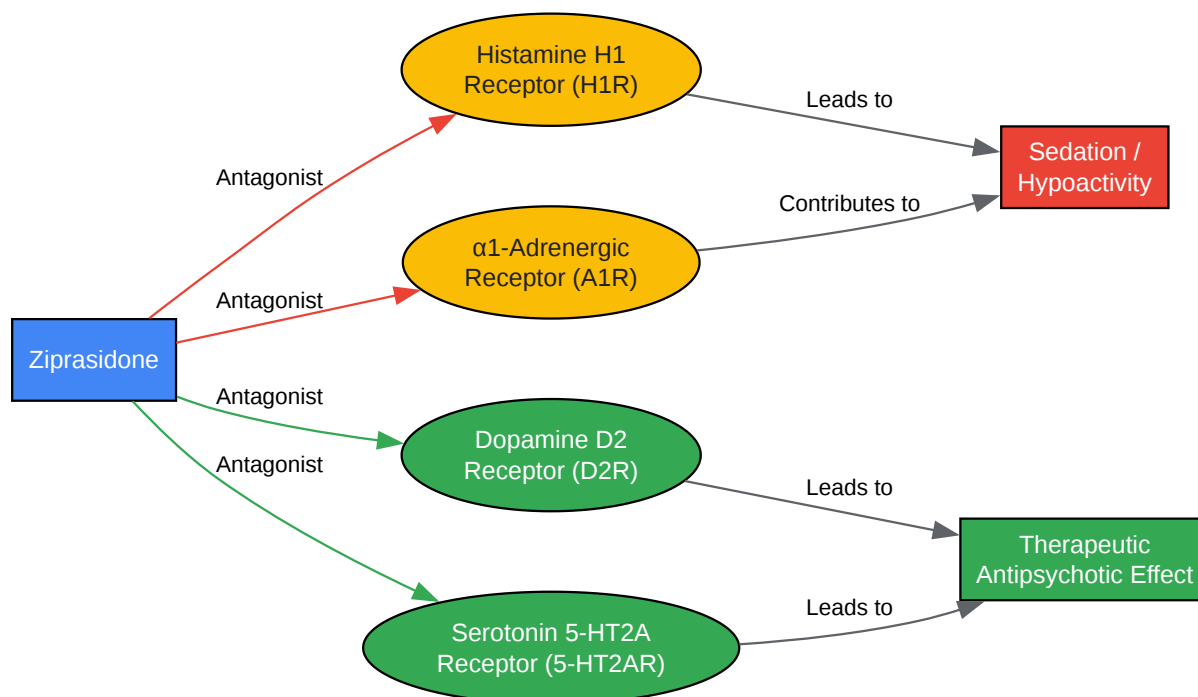 Histamine H1
Receptor (H1R)
Leads to
Sedation /
Hypoactivity
Antagonist
Contributes to
α1-Adrenergic
Receptor (A1R)
Antagonist
Ziprasidone
Antagonist
Dopamine D2
Receptor (D2R)
Antagonist
Leads to
Therapeutic
Antipsychotic Effect
Leads to
Serotonin 5-HT2A
Receptor (5-HT2AR)